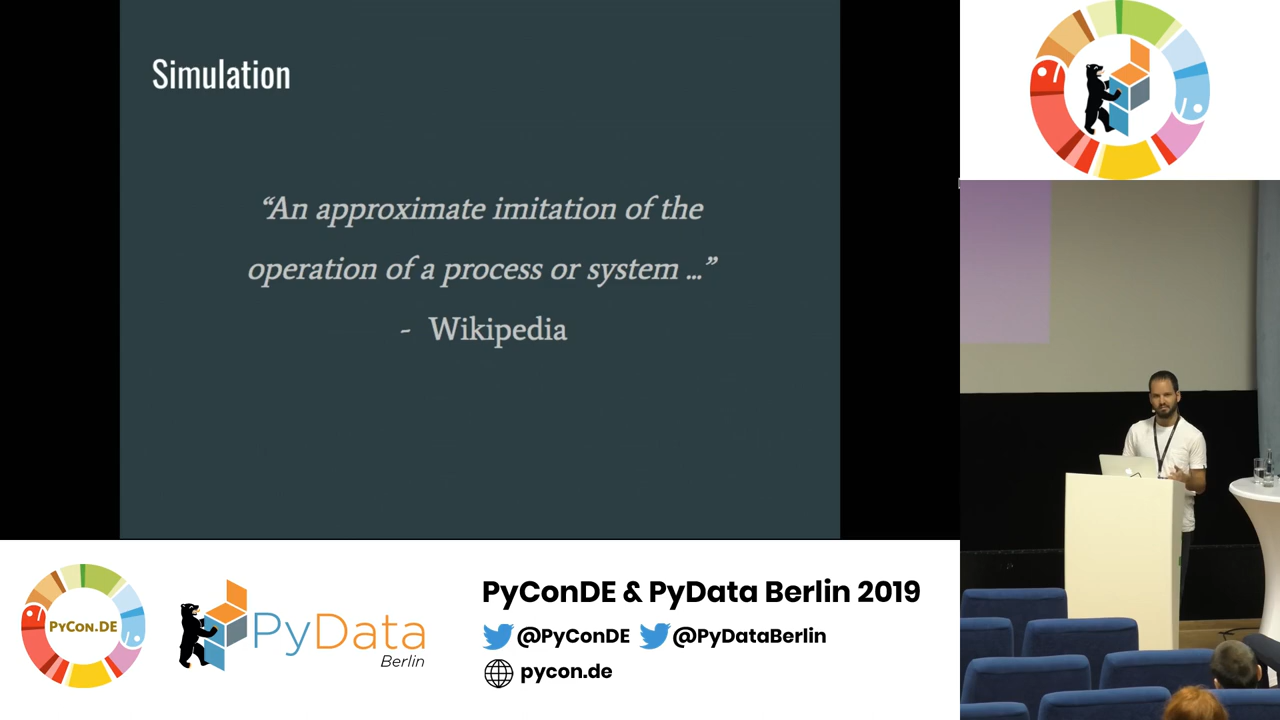 Simulation
“An approximate imitation of the
operation of a process or system ...”
- Wikipedia
PyCon.DE
PyData
Berlin
PyConDE & PyData Berlin 2019
@PyConDE @PyDataBerlin
pycon.de